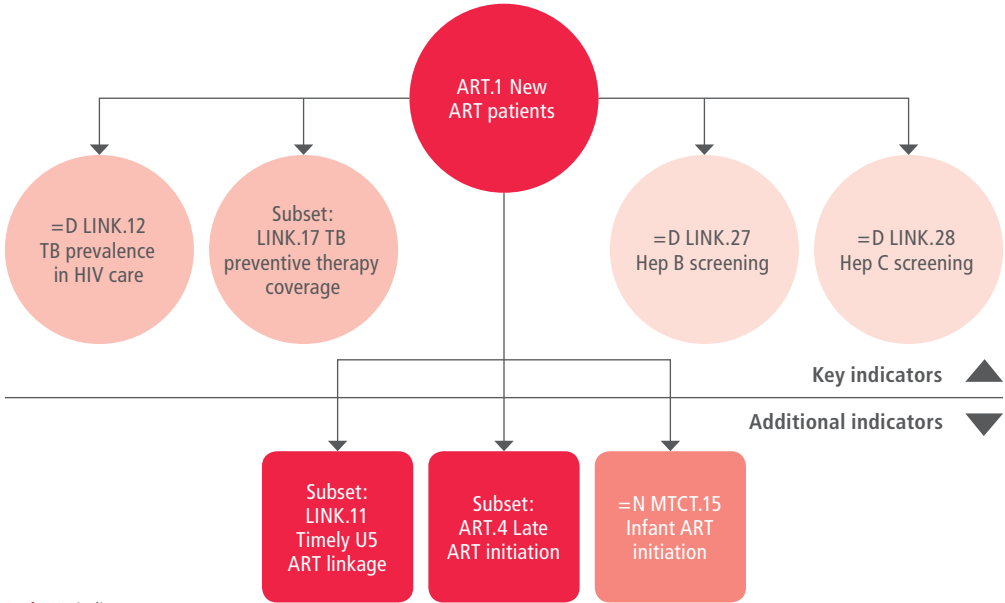 ART.1 New
ART patients
=D LINK.12
TB prevalence
in HIV care
Subset:
LINK.17 TB
preventive therapy
coverage
=D LINK.27
Hep B screening
=D LINK.28
Hep C screening
Key indicators
Additional indicators
Subset:
LINK.11
Timely U5
ART linkage
Subset:
ART.4 Late
ART initiation
=N MTCT.15
Infant ART
initiation